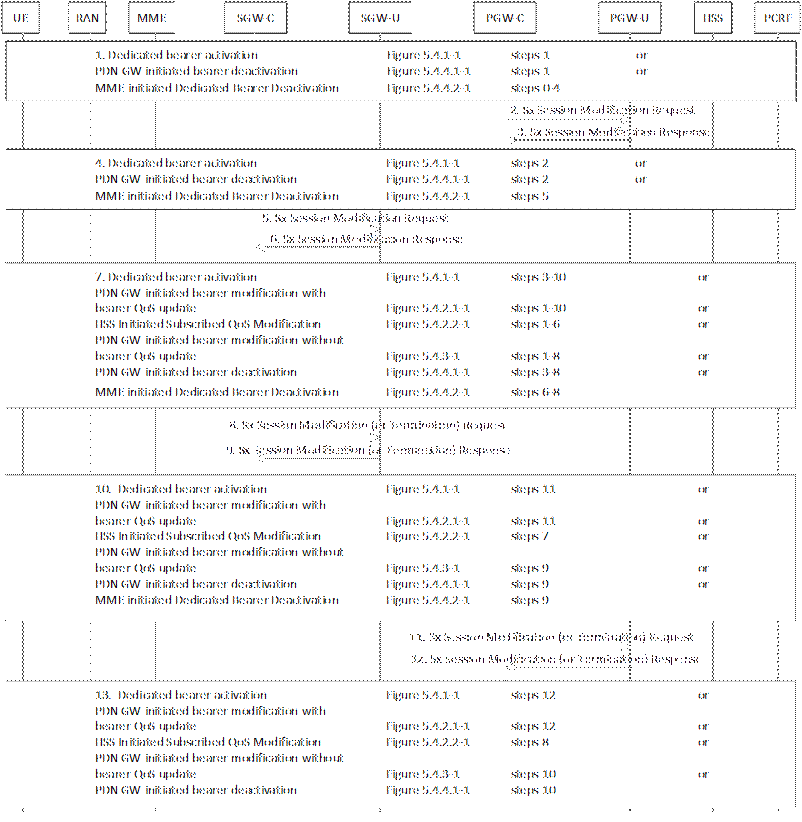 UE RAN MME SGW-C SGW-U PGW-C PGW-U HSS PCRF
1. Dedicated bearer activation Figure 5.4.1-1 steps 1 or
PDN GW initiated bearer deactivation Figure 5.4.4.1-1 steps 1 or
MME initiated Dedicated Bearer Deactivation Figure 5.4.4.2-1 steps 0-4
2. Sx Session Modification Request
3. Sx Session Modification Response
4. Dedicated bearer activation Figure 5.4.1-1 steps 2 or
PDN GW initiated bearer deactivation Figure 5.4.4.1-1 steps 2 or
MME initiated Dedicated Bearer Deactivation Figure 5.4.4.2-1 steps 5
5. Sx Session Modification Request
6. Sx Session Modification Response
7. Dedicated bearer activation Figure 5.4.1-1 steps 3-10 or
PDN GW initiated bearer modification with
bearer QoS update Figure 5.4.2.1-1 steps 1-10 or
HSS Initiated Subscribed QoS Modification Figure 5.4.2.2-1 steps 1-6 or
PDN GW initiated bearer modification without
bearer QoS update Figure 5.4.3-1 steps 1-8 or
PDN GW initiated bearer deactivation Figure 5.4.4.1-1 steps 3-8 or
MME initiated Dedicated Bearer Deactivation Figure 5.4.4.2-1 steps 6-8
8. Sx Session Modification (or Termination) Request
9. Sx Session Modification (or Termination) Response
10. Dedicated bearer activation Figure 5.4.1-1 steps 11 or
PDN GW initiated bearer modification with
bearer QoS update Figure 5.4.2.1-1 steps 11 or
HSS Initiated Subscribed QoS Modification Figure 5.4.2.2-1 steps 7 or
PDN GW initiated bearer modification without
bearer QoS update Figure 5.4.3-1 steps 9 or
PDN GW initiated bearer deactivation Figure 5.4.4.1-1 steps 9 or
MME initiated Dedicated Bearer Deactivation Figure 5.4.4.2-1 steps 9
11. Sx Session Modification (or Termination) Request
12. Sx Session Modification (or Termination) Response
13. Dedicated bearer activation Figure 5.4.1-1 steps 12 or
PDN GW initiated bearer modification with
bearer QoS update Figure 5.4.2.1-1 steps 12 or
HSS Initiated Subscribed QoS Modification Figure 5.4.2.2-1 steps 8 or
PDN GW initiated bearer modification without
bearer QoS update Figure 5.4.3-1 steps 10 or
PDN GW initiated bearer deactivation Figure 5.4.4.1-1 steps 10